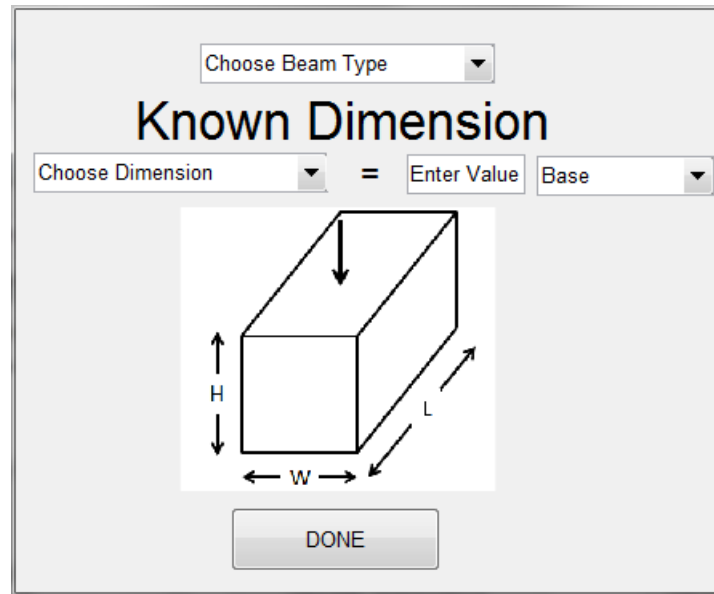 Choose Beam Type
Known Dimension
Choose Dimension = Enter Value Base
H
L
W
DONE